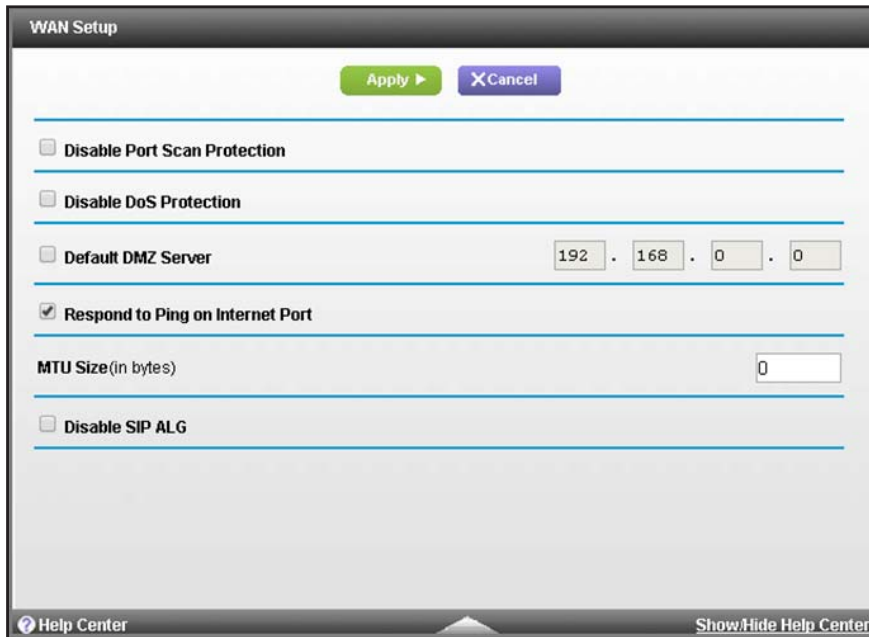 WAN Setup
Apply
Cancel
Disable Port Scan Protection
Disable DoS Protection
Default DMZ Server 192 . 168 . 0 . 0
Respond to Ping on Internet Port
MTU Size(in bytes) 0
Disable SIP ALG
Help Center Show/Hide Help Center